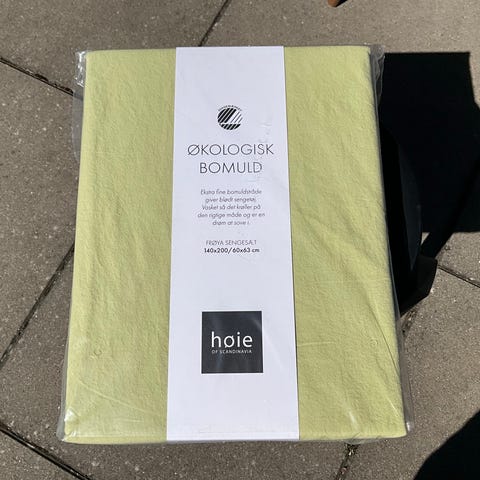 ØKOLOGISK
BOMULD
Ekstra fine bomuldstråde
giver blødt sengetøj.
Vasket så det krøller på
den rigtige måde og er en
drøm at sove i.
FRØYA SENGESÆT
140x200/60x63 cm
høie
OF SCANDINAVIA